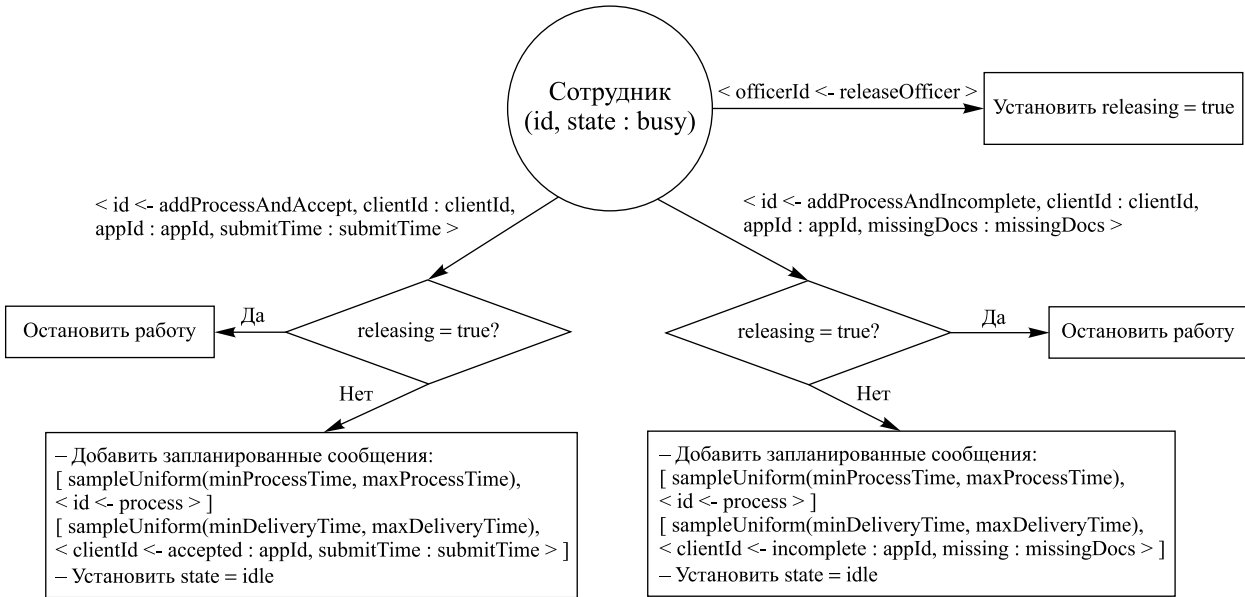 Сотрудник
(id, state : busy)
< officerId <- releaseOfficer >
Установить releasing = true
< id <- addProcessAndAccept, clientId : clientId,
appId : appId, submitTime : submitTime >
< id <- addProcessAndIncomplete, clientId : clientId,
appId : appId, missingDocs : missingDocs >
Остановить работу
Да
releasing = true?
releasing = true?
Да
Остановить работу
Нет
Нет
– Добавить запланированные сообщения:
[ sampleUniform(minProcessTime, maxProcessTime),
< id <- process > ]
[ sampleUniform(minDeliveryTime, maxDeliveryTime),
< clientId <- accepted : appId, submitTime : submitTime > ]
– Установить state = idle
– Добавить запланированные сообщения:
[ sampleUniform(minProcessTime, maxProcessTime),
< id <- process > ]
[ sampleUniform(minDeliveryTime, maxDeliveryTime),
< clientId <- incomplete : appId, missing : missingDocs > ]
– Установить state = idle